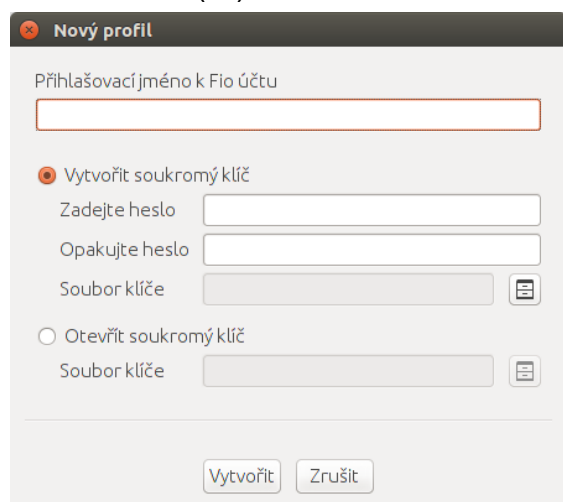 Nový profil
Přihlašovací jméno k Fio účtu
Vytvořit soukromý klíč
Zadejte heslo
Opakujte heslo
Soubor klíče
Otevřít soukromý klíč
Soubor klíče
Vytvořit Zrušit